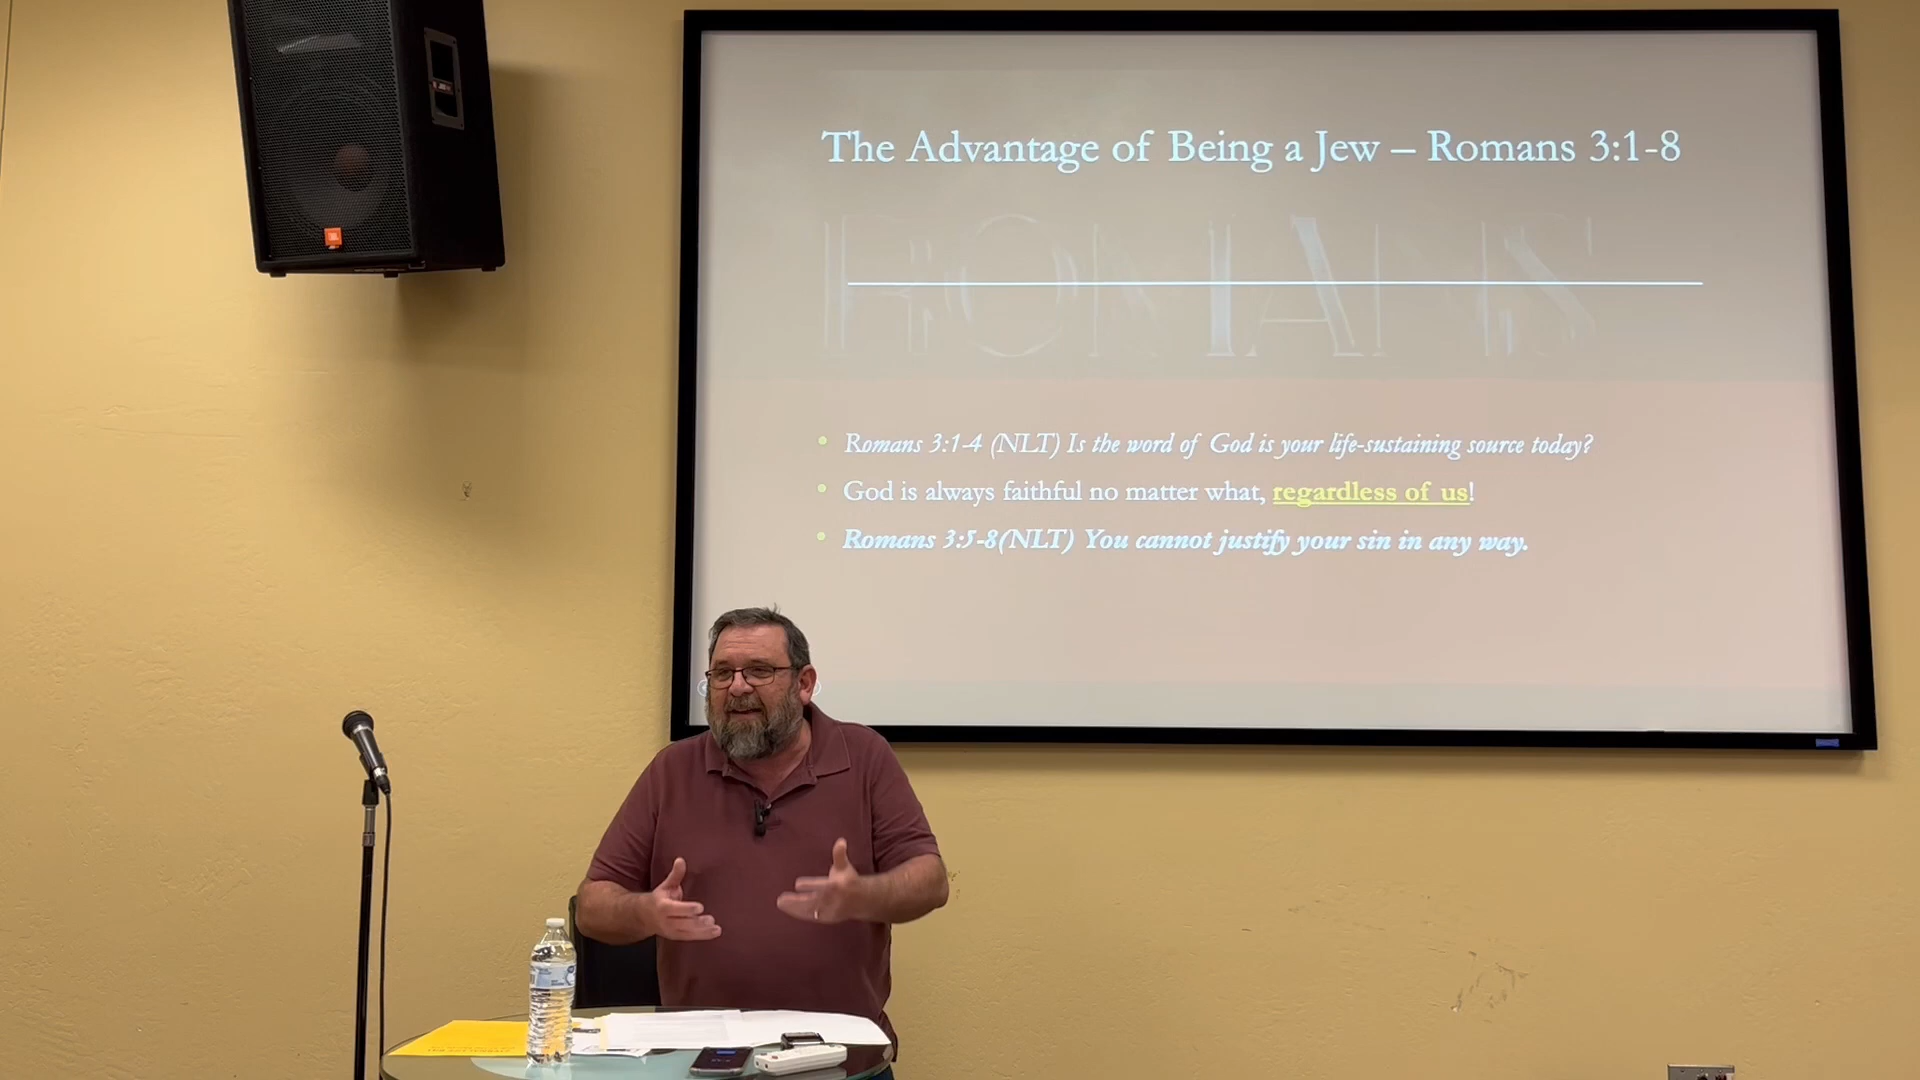 The Advantage of Being a Jew – Romans 3:1-8
ROMANS
• Romans 3:1-4 (NLT) Is the word of God is your life-sustaining source today?
• God is always faithful no matter what, regardless of us!
• Romans 3:5-8(NLT) You cannot justify your sin in any way.